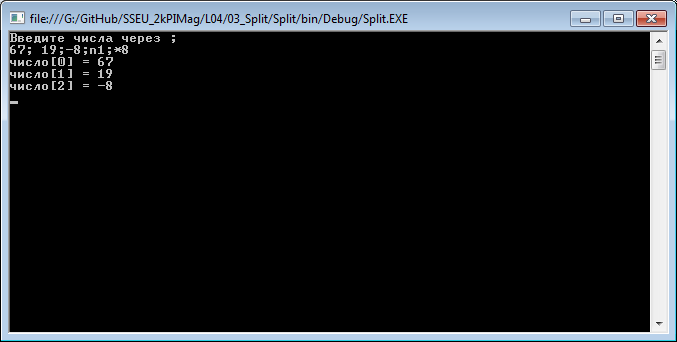 file:///G:/GitHub/SSEU_2kPIMag/L04/03_Split/Split/bin/Debug/Split.EXE
Введите числа через ;
67; 19;-8;n1;*8
число[0] = 67
число[1] = 19
число[2] = -8